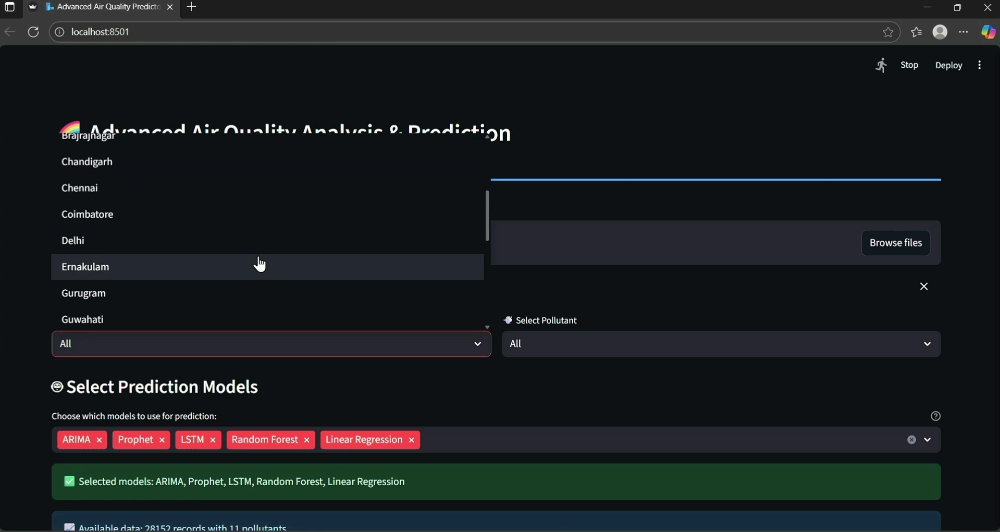 Advanced Air Quality Predicto
localhost:8501
Stop Deploy
Advanced Air Quality Analysis & Prediction
Brajrajnagar
Chandigarh
Chennai
Coimbatore
Delhi
Browse files
Ernakulam
Gurugram
Guwahati
Select Pollutant
All
All
Select Prediction Models
Choose which models to use for prediction:
ARIMA × Prophet × LSTM × Random Forest × Linear Regression ×
Selected models: ARIMA, Prophet, LSTM, Random Forest, Linear Regression
Available data: 28152 records with 11 pollutants